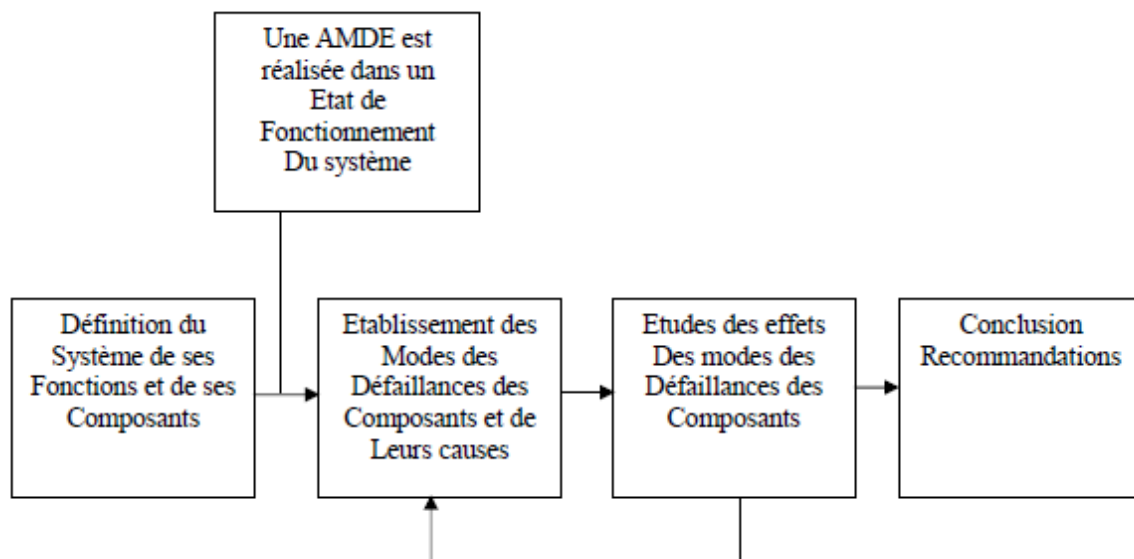 Une AMDE est
réalisée dans un
Etat de
Fonctionnement
Du système
Définition du
Système de ses
Fonctions et de ses
Composants
Etablissement des
Modes des
Défaillances des
Composants et de
Leurs causes
Etudes des effets
Des modes des
Défaillances des
Composants
Conclusion
Recommandations